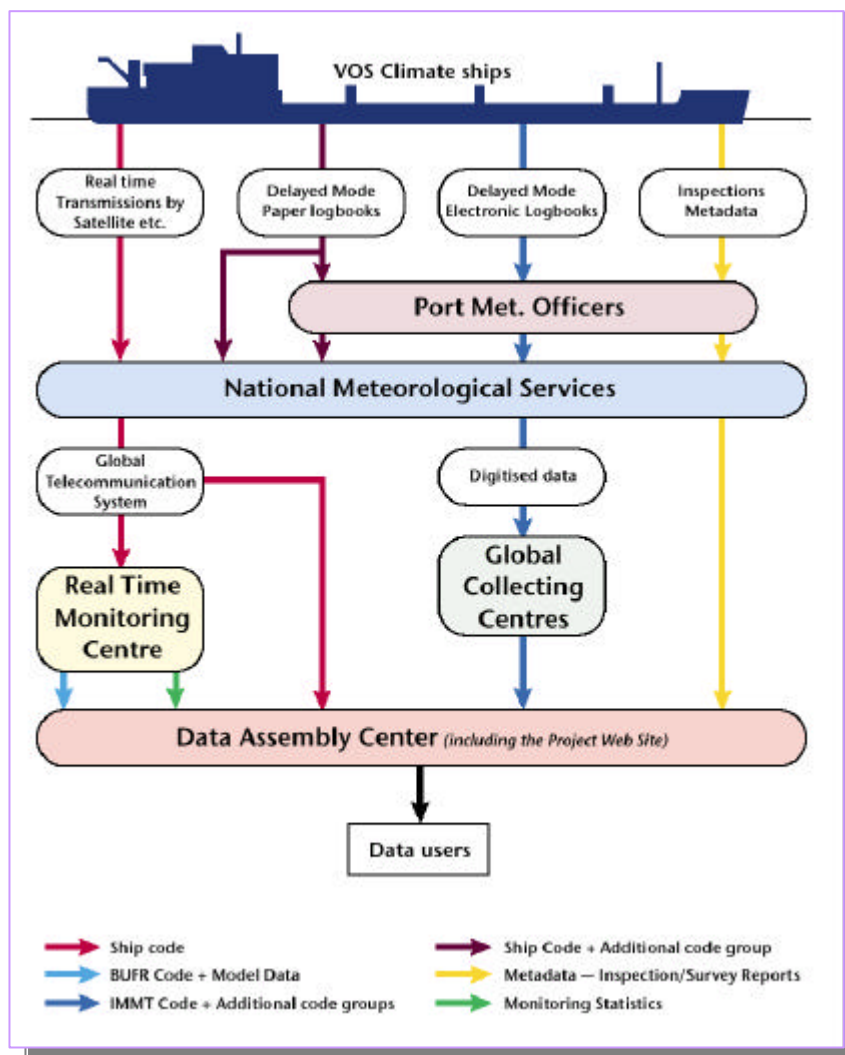 VOS Climate ships
Real time
Transmissions by
Satellite etc.
Delayed Mode
Paper logbooks
Delayed Mode
Electronic Logbooks
Inspections
Metadata
Port Met. Officers
National Meteorological Services
Global
Telecommunication
System
Digitised data
Real Time
Monitoring
Centre
Global
Collecting
Centres
Data Assembly Center (including the Project Web Site)
Data users
Ship code
BUFR Code + Model Data
IMMT Code + Additional code groups
Ship Code + Additional code group
Metadata — Inspection/Survey Reports
Monitoring Statistics